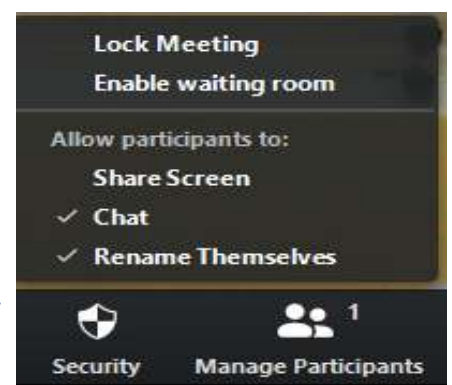 Lock Meeting
Enable waiting room
Allow participants to:
Share Screen
Chat
Rename Themselves
1
Security Manage Participants